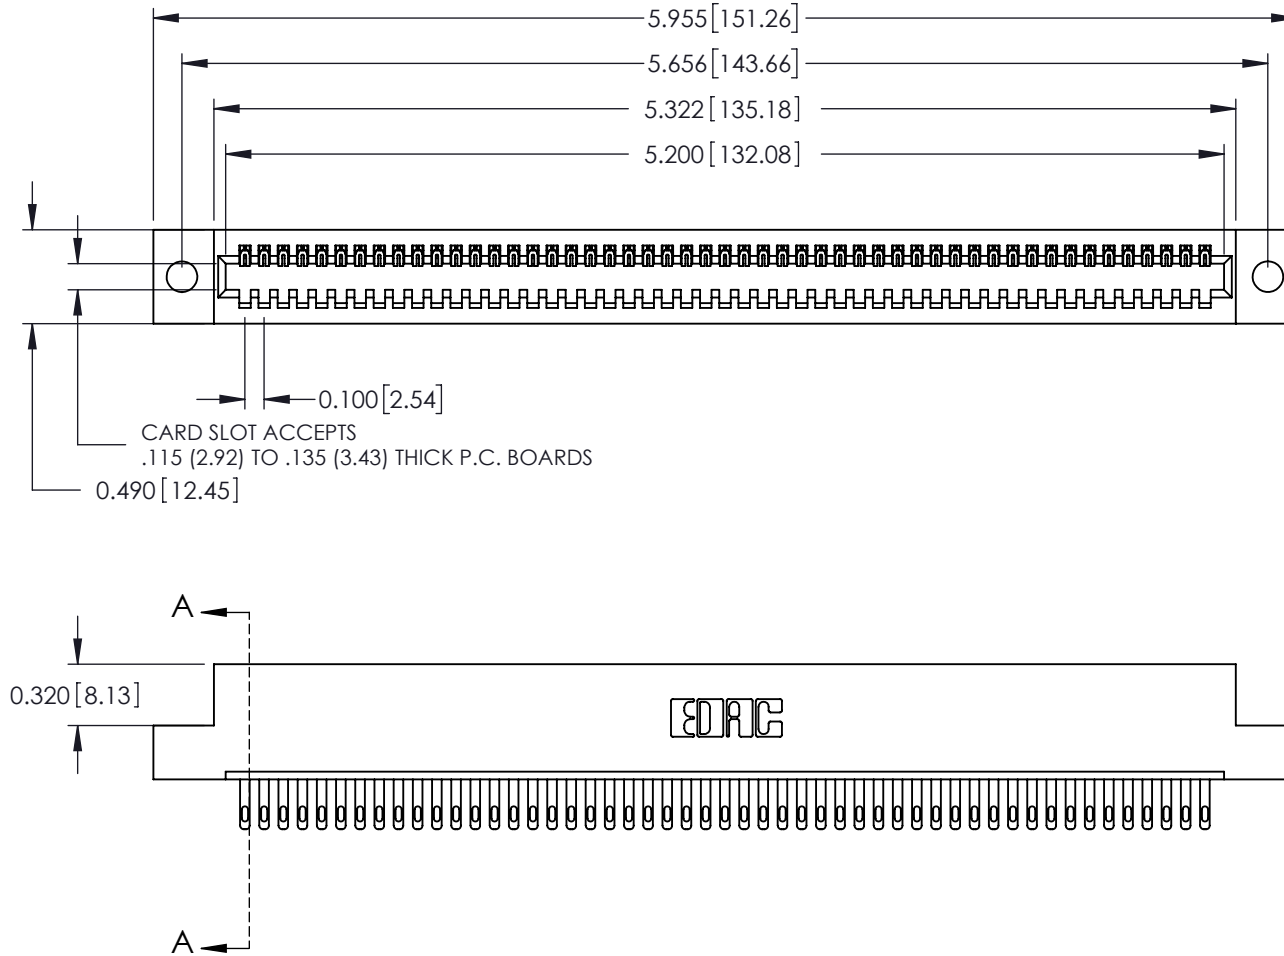 5.955[151.26]
5.656[143.66]
5.322[135.18]
5.200[132.08]
0.100[2.54]
CARD SLOT ACCEPTS
.115 (2.92) TO .135 (3.43) THICK P.C. BOARDS
0.490[12.45]
A
0.320[8.13]
EDAC
A